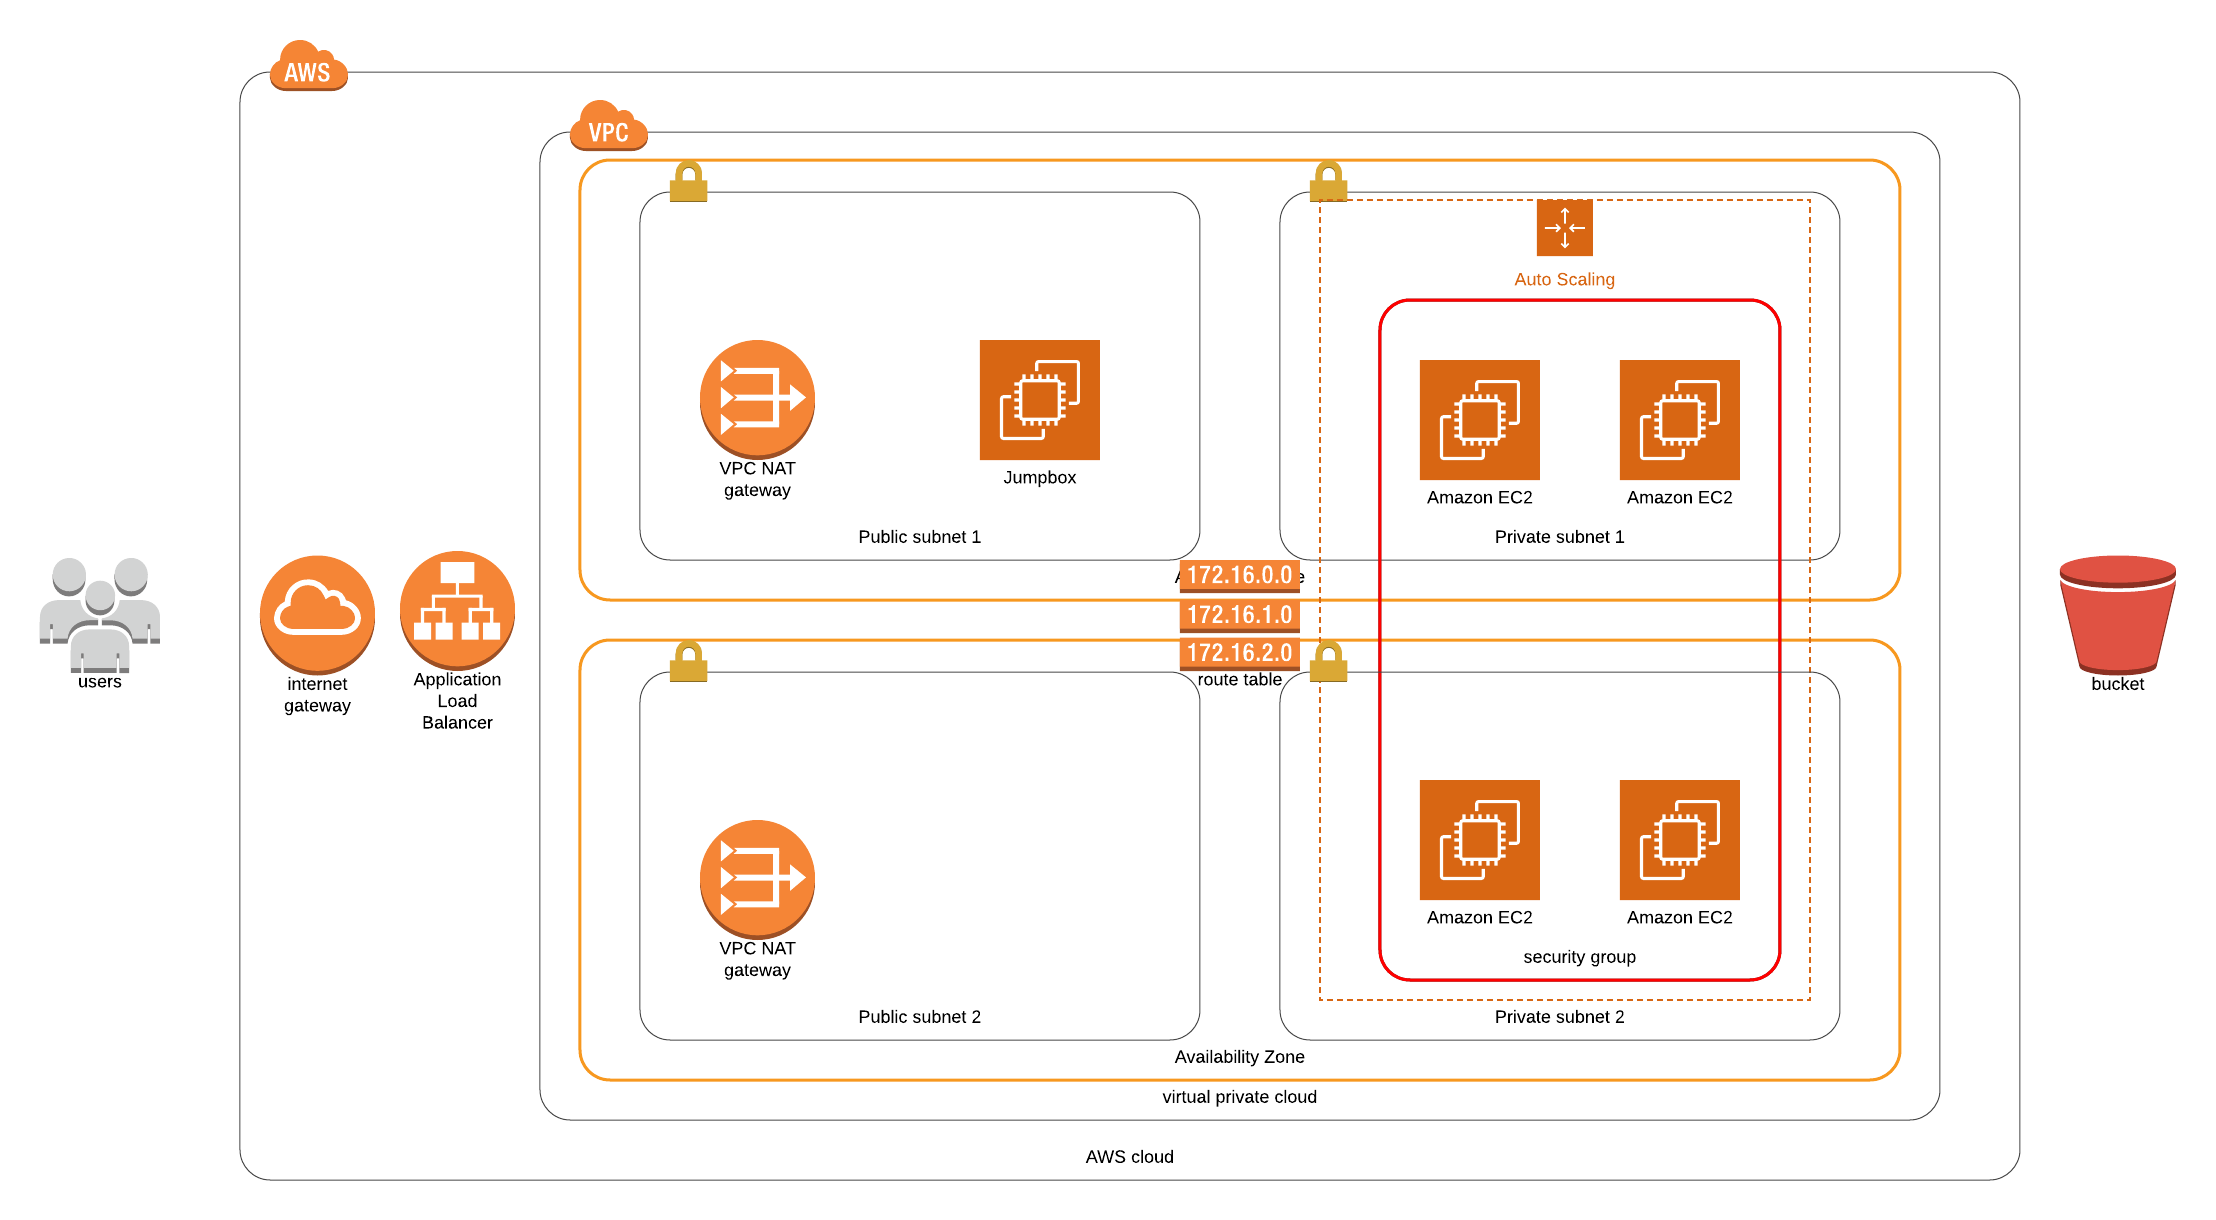 AWS
VPC
Auto Scaling
VPC NAT
gateway
Jumpbox
Amazon EC2
Amazon EC2
Public subnet 1
Private subnet 1
172.16.0.0
172.16.1.0
172.16.2.0
route table
users
internet
gateway
Application
Load
Balancer
bucket
VPC NAT
gateway
Amazon EC2
Amazon EC2
security group
Public subnet 2
Private subnet 2
Availability Zone
virtual private cloud
AWS cloud